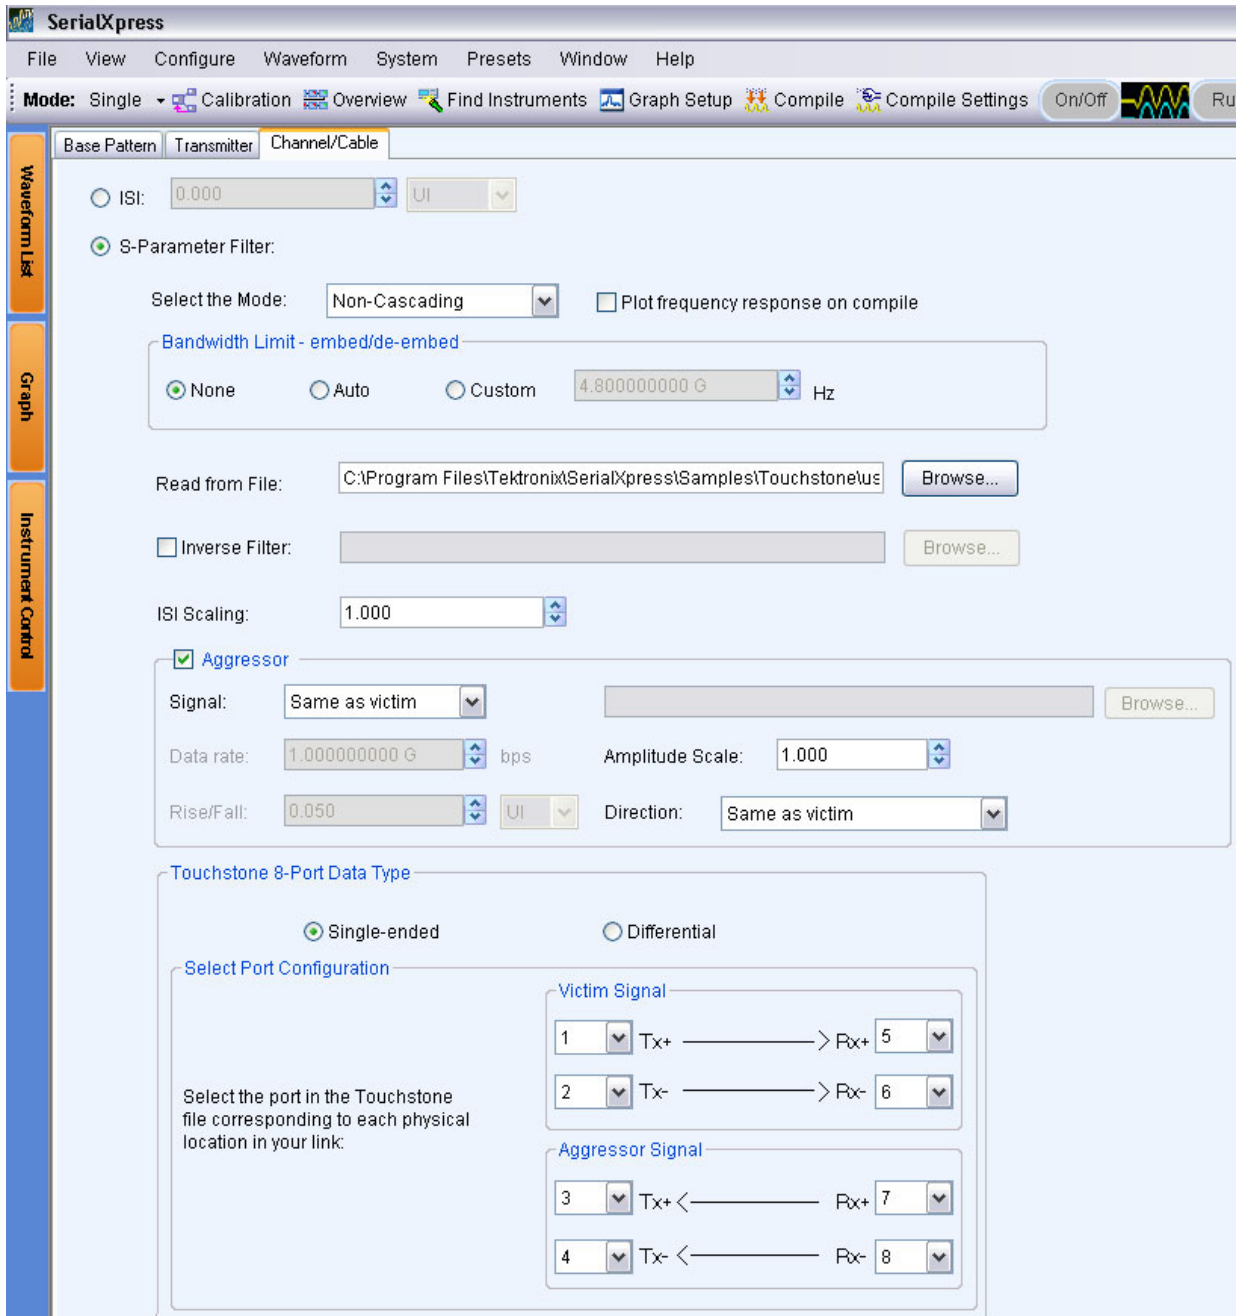 SerialXpress
File View Configure Waveform System Presets Window Help
Mode: Single Calibration Overview Find Instruments Graph Setup Compile Compile Settings On/Off Ru
Base Pattern Transmitter Channel/Cable
Waveform List
Graph
Instrument Control
ISI: 0.000 UI
S-Parameter Filter:
Select the Mode: Non-Cascading Plot frequency response on compile
Bandwidth Limit - embed/de-embed
None Auto Custom 4.800000000 G Hz
Read from File: C:\Program Files\Tektronix\SerialXpress\Samples\Touchstone\us Browse...
Inverse Filter: Browse...
ISI Scaling: 1.000
Aggressor
Signal: Same as victim Browse...
Data rate: 1.000000000 G bps Amplitude Scale: 1.000
Rise/Fall: 0.050 UI Direction: Same as victim
Touchstone 8-Port Data Type
Single-ended Differential
Select Port Configuration
Select the port in the Touchstone
file corresponding to each physical
location in your link:
Victim Signal
1 Tx+ Rx+ 5
2 Tx- Rx- 6
Aggressor Signal
3 Tx+ Rx+ 7
4 Tx- Rx- 8